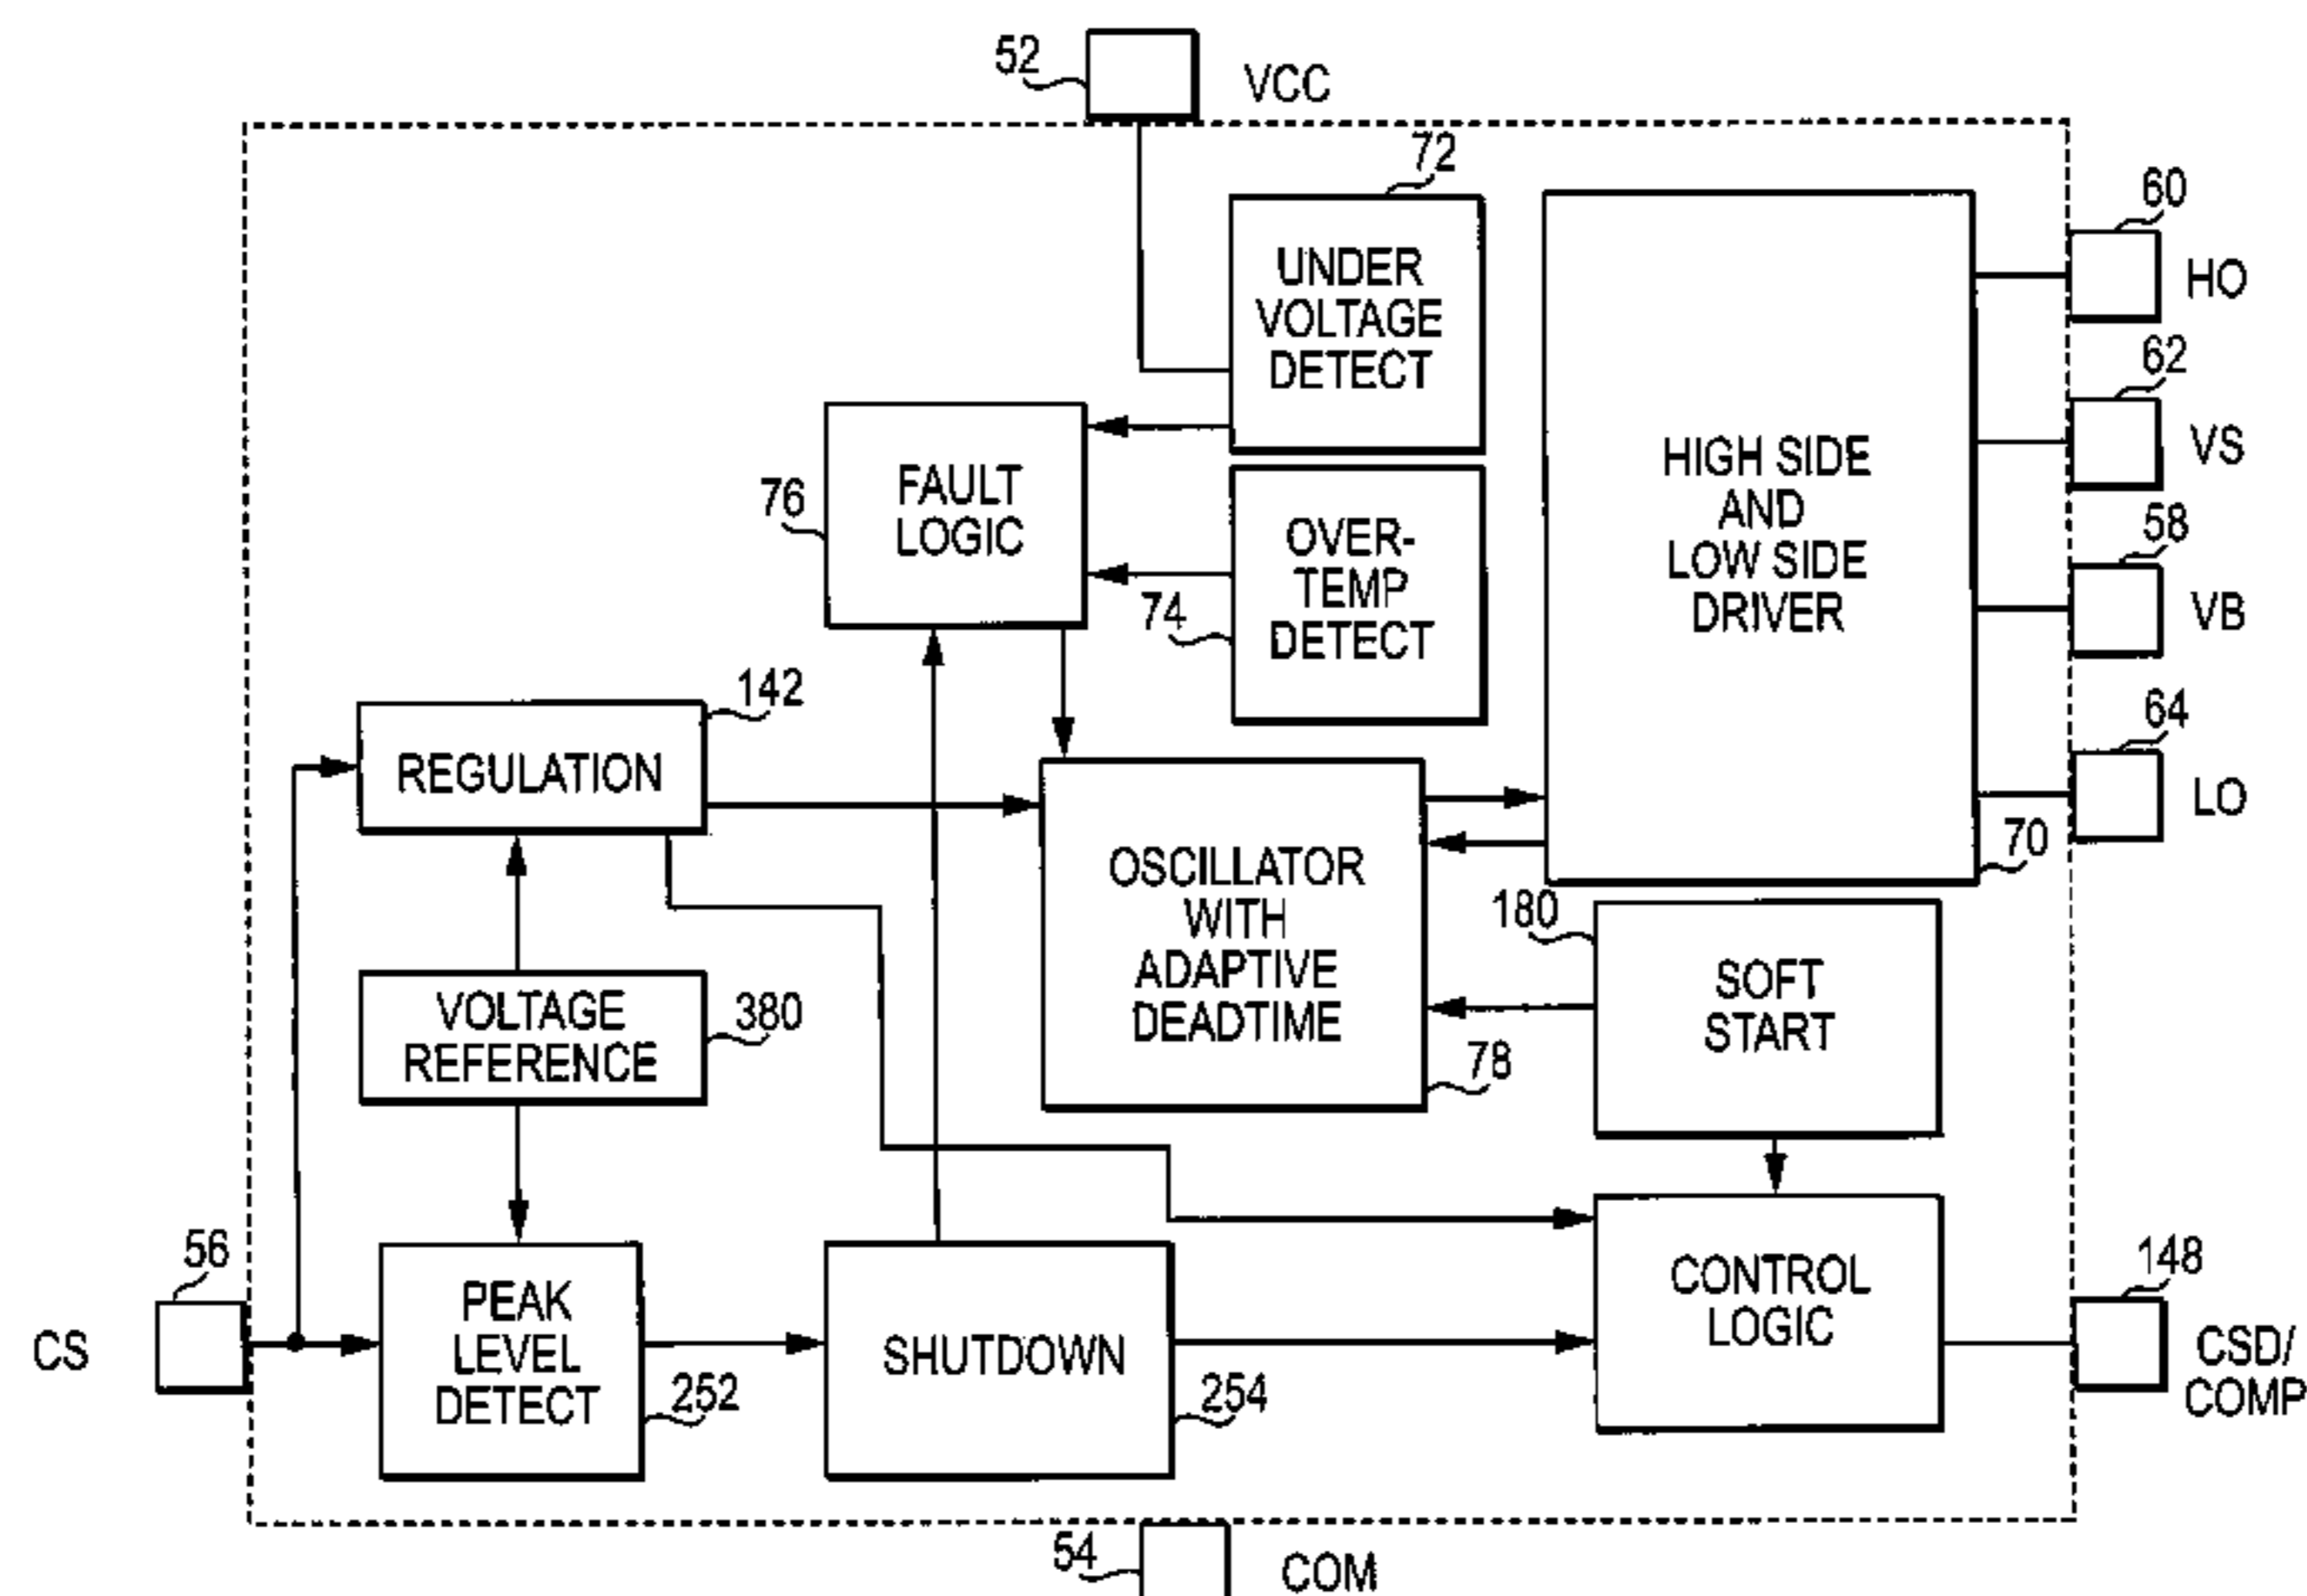 52
VCC
72
60
UNDER
VOLTAGE
DETECT
HO
62
HIGH SIDE
AND
LOW SIDE
DRIVER
VS
76
FAULT
LOGIC
OVER-
TEMP
DETECT
74
58
VB
142
REGULATION
64
LO
70
OSCILLATOR
WITH
ADAPTIVE
DEADTIME
78
180
SOFT
START
VOLTAGE
REFERENCE
380
56
CS
PEAK
LEVEL
DETECT
252
SHUTDOWN
254
CONTROL
LOGIC
148
CSD/
COMP
54
COM